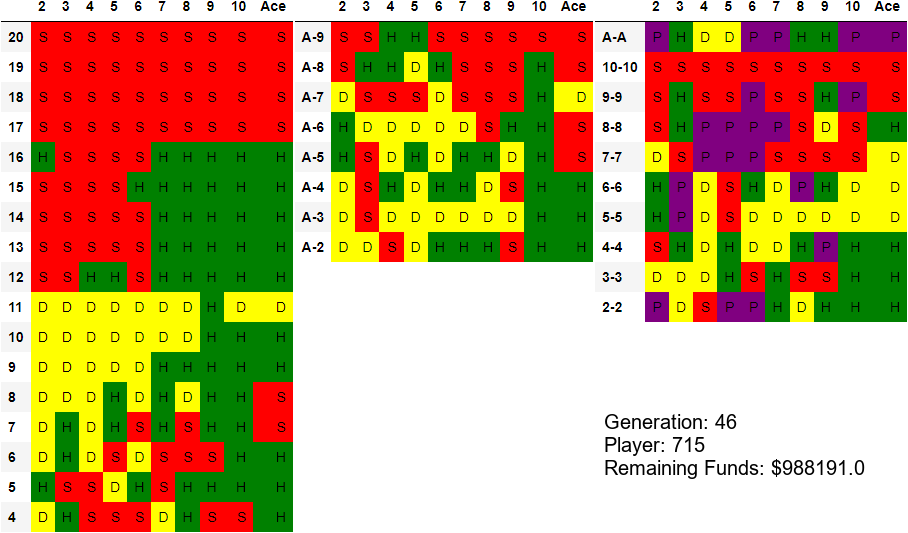 2 3 4 5 6 7 8 9 10 Ace
20 S S S S S S S S S S
19 S S S S S S S S S S
18 S S S S S S S S S S
17 S S S S S S S S S S
16 H S S S S H H H H H
15 S S S S H H H H H H
14 S S S S S H H H H H
13 S S S S S H H H H H
12 S S H H S H H H H H
11 D D D D D D D H D D
10 D D D D D D D H H H
9 D D D D D H H H H H
8 D D D H D H D H H S
7 D H D H S H S H H S
6 D H D S D S S S H H
5 H S S D H S H H H H
4 D H S S S D H S S H
2 3 4 5 6 7 8 9 10 Ace
A-9 S S H H S S S S S S
A-8 S H H D H S S S H S
A-7 D S S S D S S S H D
A-6 H D D D D D S H H S
A-5 H S D H D H H D H S
A-4 D S H D H H D S H H
A-3 D S D D D D D D H H
A-2 D D S D H H H S H H
2 3 4 5 6 7 8 9 10 Ace
A-A P H D D P P H H P P
10-10 S S S S S S S S S S
9-9 S H S S P S S H P S
8-8 S H P P P P S D S H
7-7 D S P P P S S S S D
6-6 H P D S H D P H D D
5-5 H P D S D D D D D D
4-4 S H D H D D H P H H
3-3 D D D H S H S S H H
2-2 P D S P P H D H H H
Generation: 46
Player: 715
Remaining Funds: $988191.0